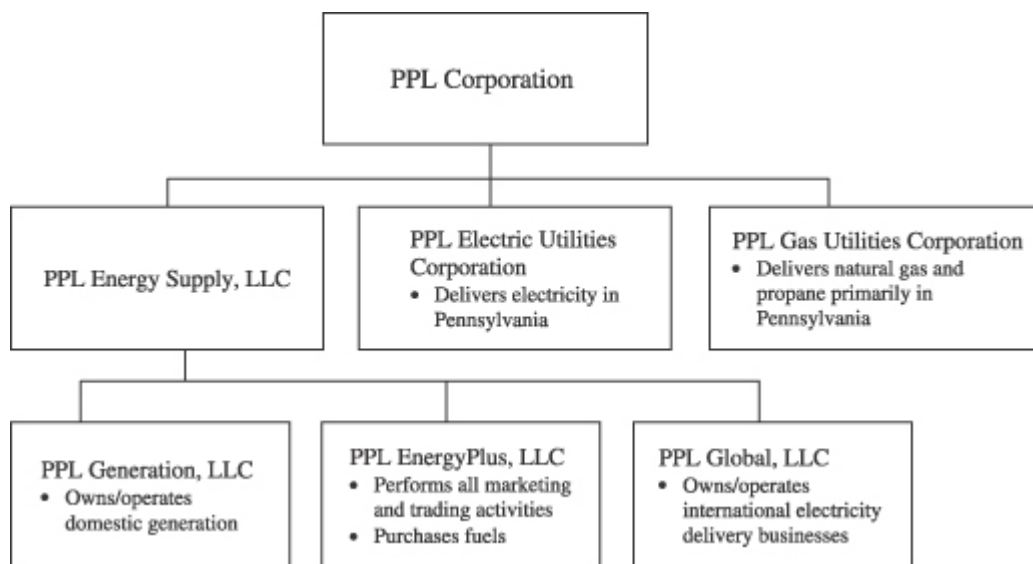 PPL Corporation
PPL Energy Supply, LLC
PPL Electric Utilities
Corporation
• Delivers electricity in
Pennsylvania
PPL Gas Utilities Corporation
• Delivers natural gas and
propane primarily in
Pennsylvania
PPL Generation, LLC
• Owns/operates
domestic generation
PPL EnergyPlus, LLC
• Performs all marketing
and trading activities
• Purchases fuels
PPL Global, LLC
• Owns/operates
international electricity
delivery businesses